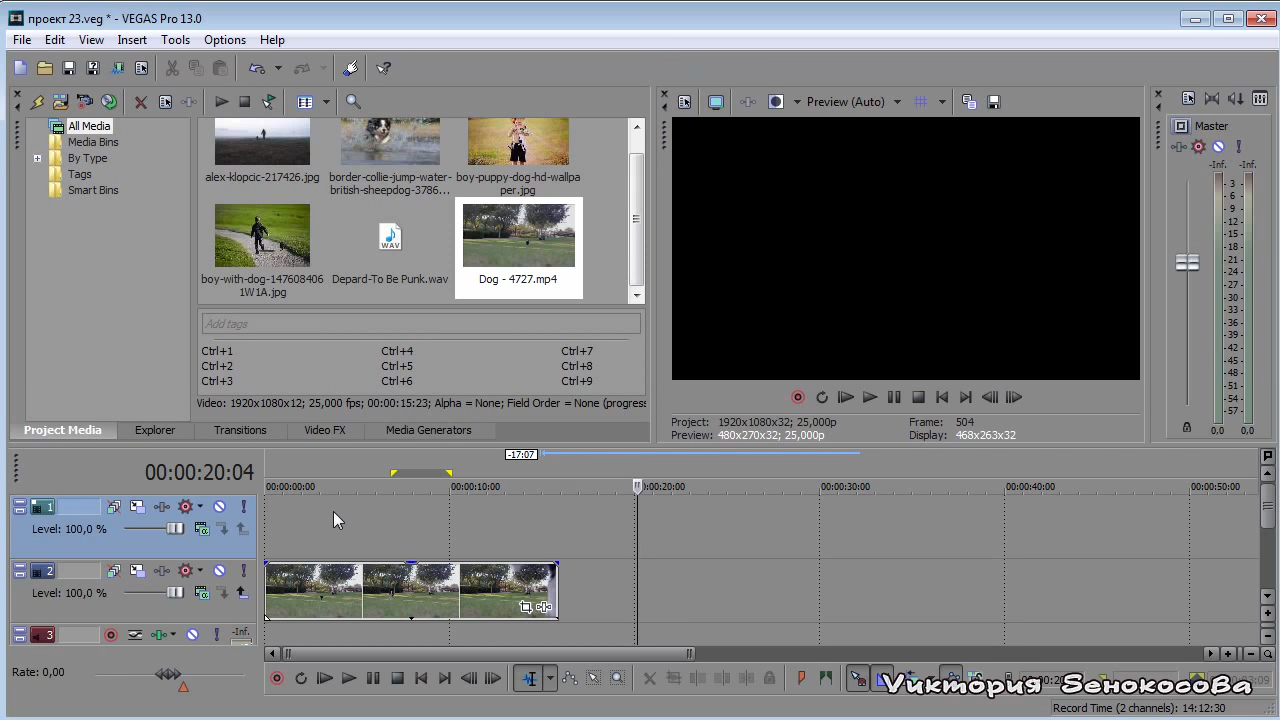 проект 23.veg * - VEGAS Pro 13.0
File Edit View Insert Tools Options Help
Preview (Auto)
All Media
Media Bins
By Type
Tags
Smart Bins
alex-klopcic-217426.jpg
border-collie-jump-water-british-sheepdog-3786...
boy-puppy-dog-hd-wallpaper.jpg
boy-with-dog-1476084061W1A.jpg
WAV
Depard-To Be Punk.wav
Dog - 4727.mp4
Add tags
Ctrl+1 Ctrl+4 Ctrl+7
Ctrl+2 Ctrl+5 Ctrl+8
Ctrl+3 Ctrl+6 Ctrl+9
Video: 1920x1080x12; 25,000 fps; 00:00:15:23; Alpha = None; Field Order = None (progress
Project Media Explorer Transitions Video FX Media Generators
Project: 1920x1080x32; 25,000p
Preview: 480x270x32; 25,000p
Frame: 504
Display: 468x263x32
Master
-Inf. -Inf.
3
6
9
12
15
18
21
24
27
30
33
36
39
42
45
48
51
54
57
0,0 0,0
00:00:20:04
-17:07
00:00:00:00 00:00:10:00 00:00:20:00 00:00:30:00 00:00:40:00 00:00:50:00
1
Level: 100,0 %
2
Level: 100,0 %
3
-Inf.
Rate: 0,00
Виктория Сенокосова
Record Time (2 channels): 14:12:30